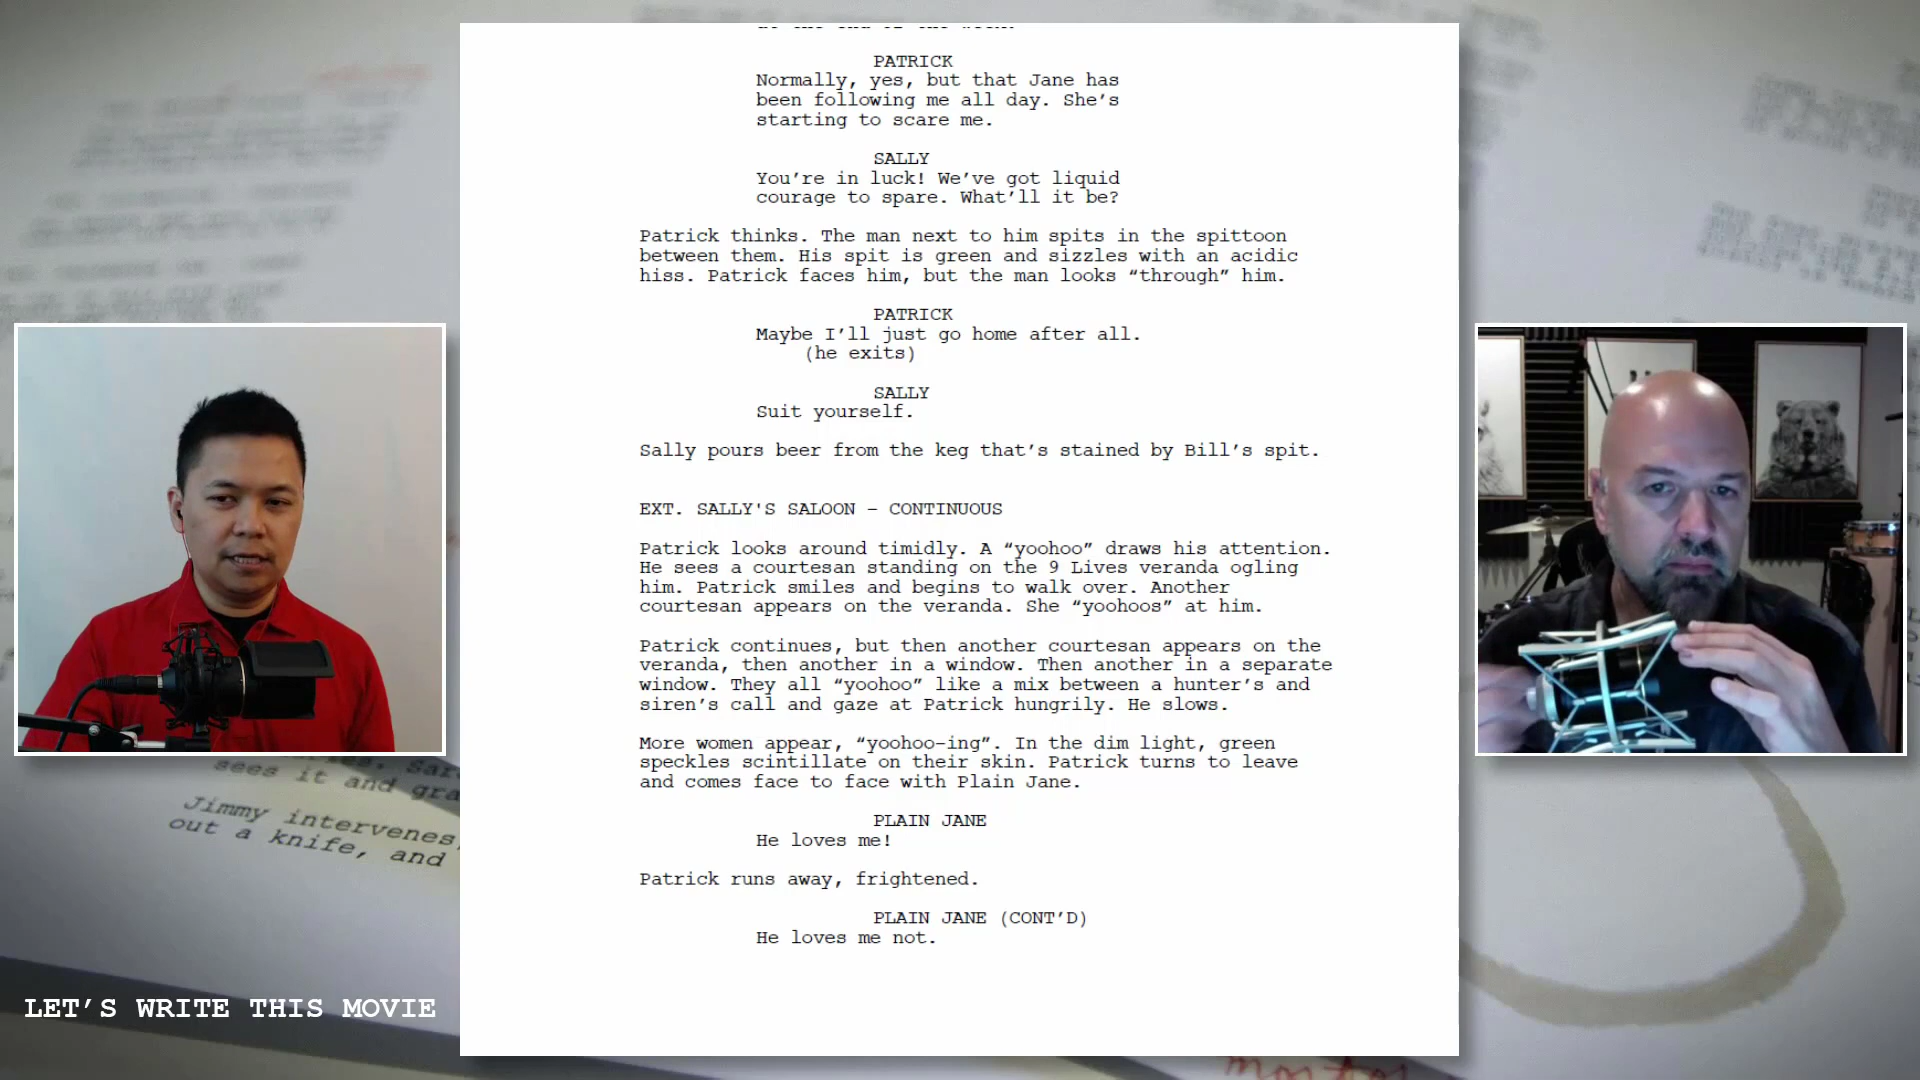 PATRICK
Normally, yes, but that Jane has
been following me all day. She's
starting to scare me.
SALLY
You're in luck! We've got liquid
courage to spare. What'll it be?
Patrick thinks. The man next to him spits in the spittoon
between them. His spit is green and sizzles with an acidic
hiss. Patrick faces him, but the man looks “through” him.
PATRICK
Maybe I'll just go home after all.
(he exits)
SALLY
Suit yourself.
Sally pours beer from the keg that's stained by Bill's spit.
EXT. SALLY'S SALOON - CONTINUOUS
Patrick looks around timidly. A “yoohoo” draws his attention.
He sees a courtesan standing on the 9 Lives veranda ogling
him. Patrick smiles and begins to walk over. Another
courtesan appears on the veranda. She “yoohoos” at him.
Patrick continues, but then another courtesan appears on the
veranda, then another in a window. Then another in a separate
window. They all “yoohoo” like a mix between a hunter's and
siren's call and gaze at Patrick hungrily. He slows.
More women appear, “yoohoo-ing”. In the dim light, green
speckles scintillate on their skin. Patrick turns to leave
and comes face to face with Plain Jane.
PLAIN JANE
He loves me!
Patrick runs away, frightened.
PLAIN JANE (CONT'D)
He loves me not.
sees it and gra
Jimmy intervenes
out a knife, and
LET'S WRITE THIS MOVIE